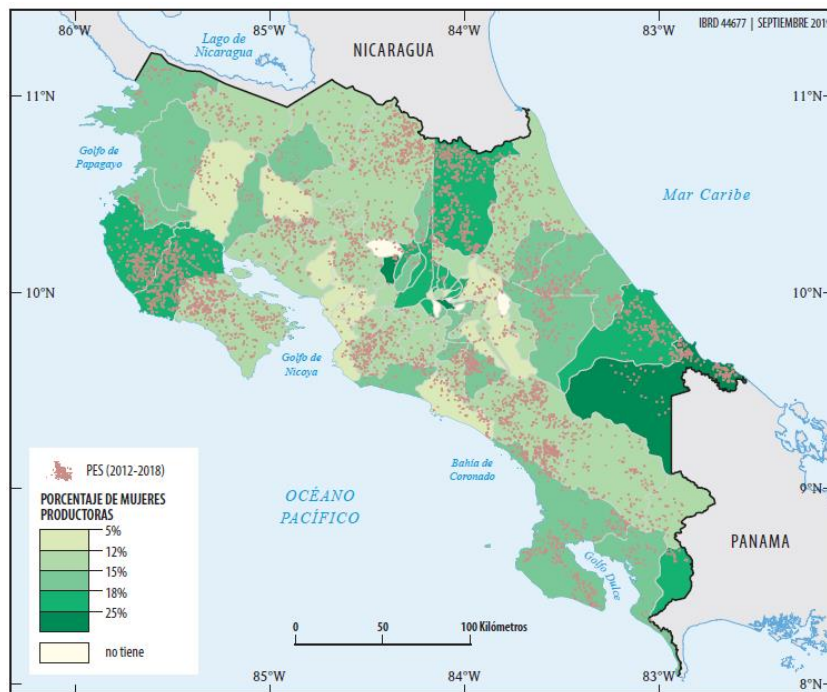 86°W
85°W
84°W
83°W
IBRD 44677 | SEPTIEMBRE 2019
Lago de
Nicaragua
NICARAGUA
11°N
11°N
Golfo de
Papagayo
Mar Caribe
10°N
10°N
Golfo de
Nicoya
PES (2012-2018)
PORCENTAJE DE MUJERES
PRODUCTORAS
5%
12%
15%
18%
25%
no tiene
Bahía de
Coronado
OCÉANO
PACÍFICO
9°N
9°N
PANAMA
Golfo Dulce
0
50
100 Kilómetros
85°W
84°W
83°W
8°N